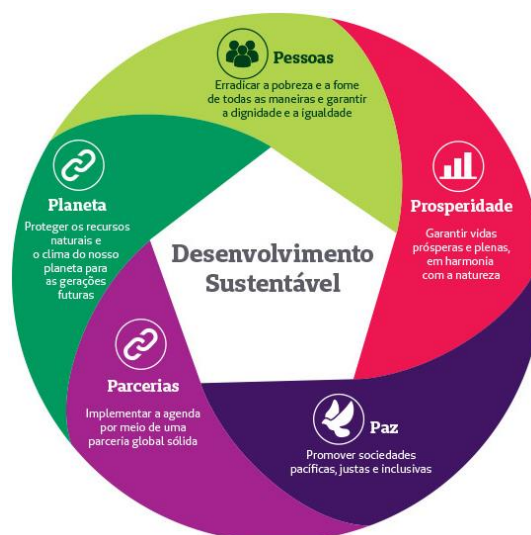 Pessoas
Erradicar a pobreza e a fome
de todas as maneiras e garantir
a dignidade e a igualdade
Prosperidade
Garantir vidas
prósperas e plenas,
em harmonia
com a natureza
Paz
Promover sociedades
pacíficas, justas e inclusivas
Parcerias
Implementar a agenda
por meio de uma
parceria global sólida
Planeta
Proteger os recursos
naturais e
o clima do nosso
planeta para
as gerações
futuras
Desenvolvimento
Sustentável